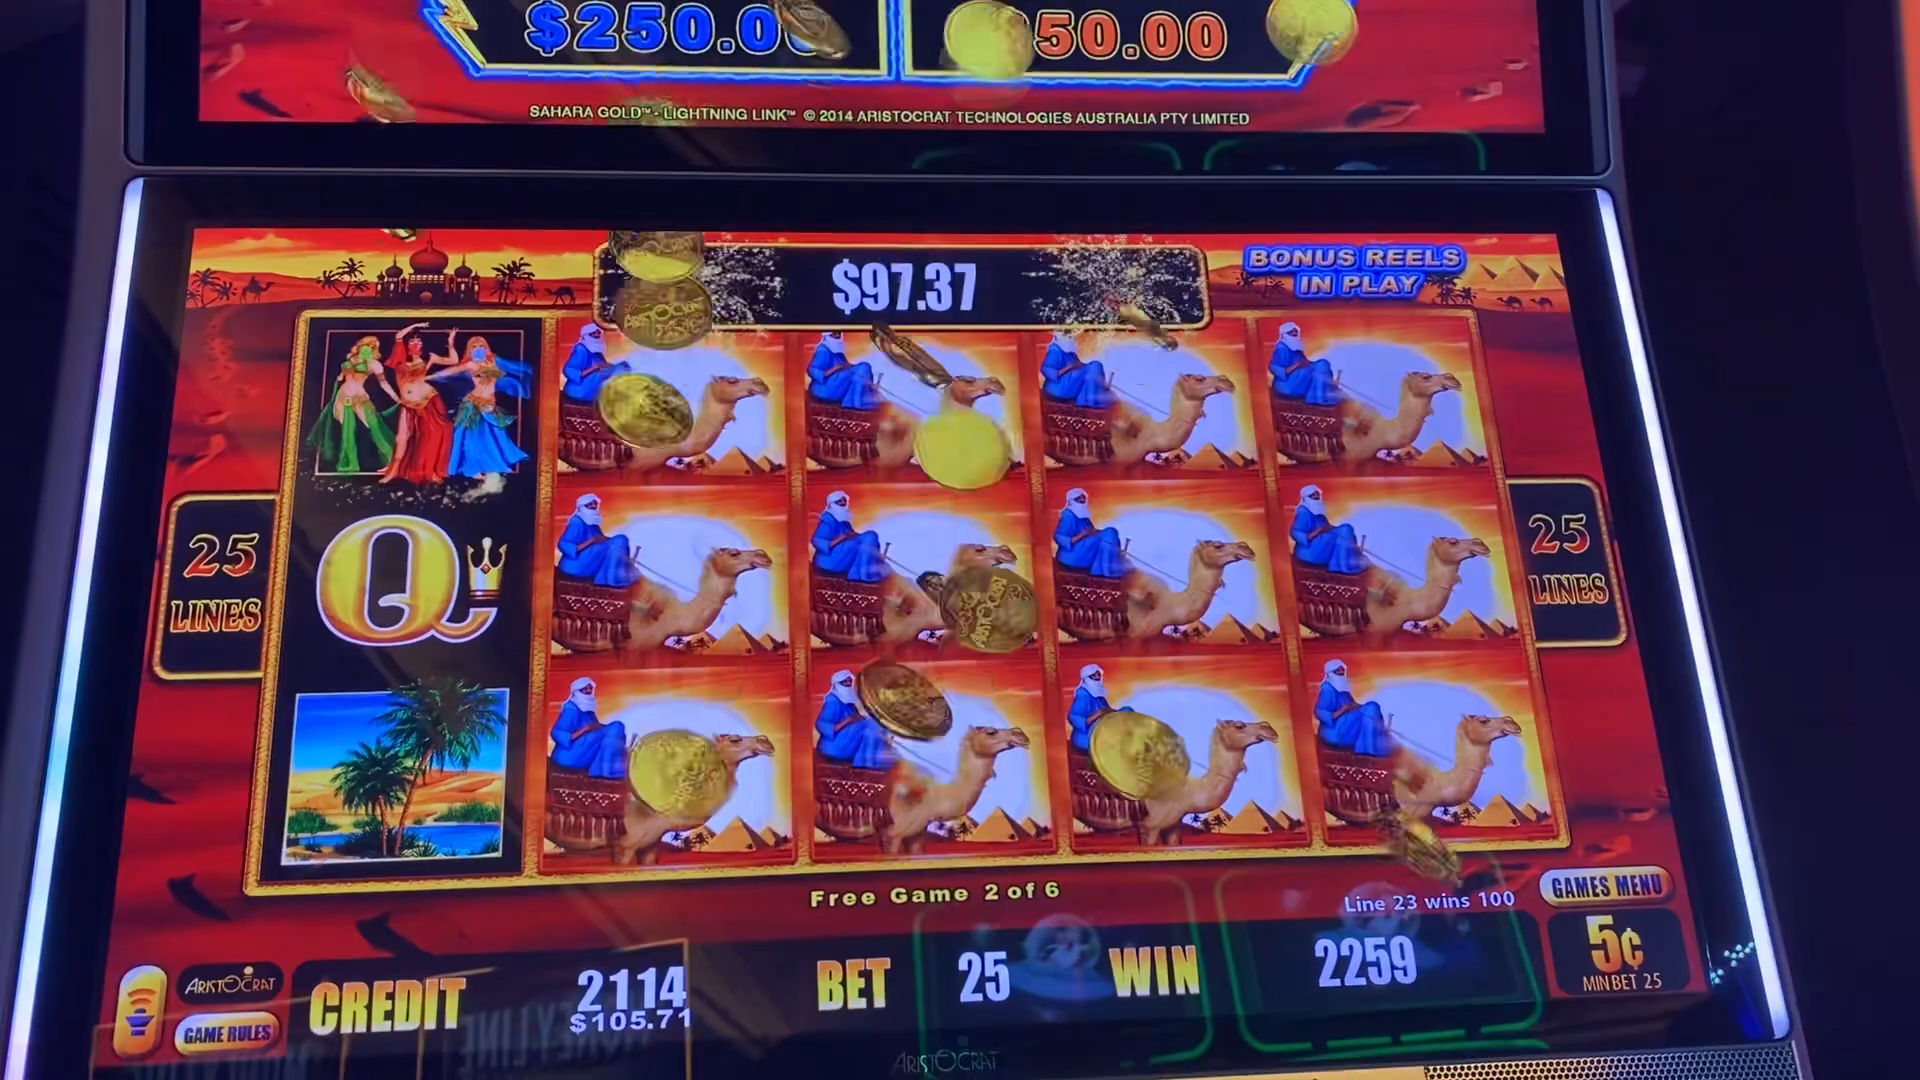 $250.00
50.00
SAHARA GOLD™ - LIGHTNING LINK™ © 2014 ARISTOCRAT TECHNOLOGIES AUSTRALIA PTY LIMITED
$97.37
BONUS REELS
IN PLAY
25
LINES
Q
25
LINES
Free Game 2 of 6
Line 23 wins 100
GAMES MENU
ARISTOCRAT
GAME RULES
CREDIT
2114
$105.71
BET
25
WIN
2259
5¢
MIN BET 25
ARISTOCRAT